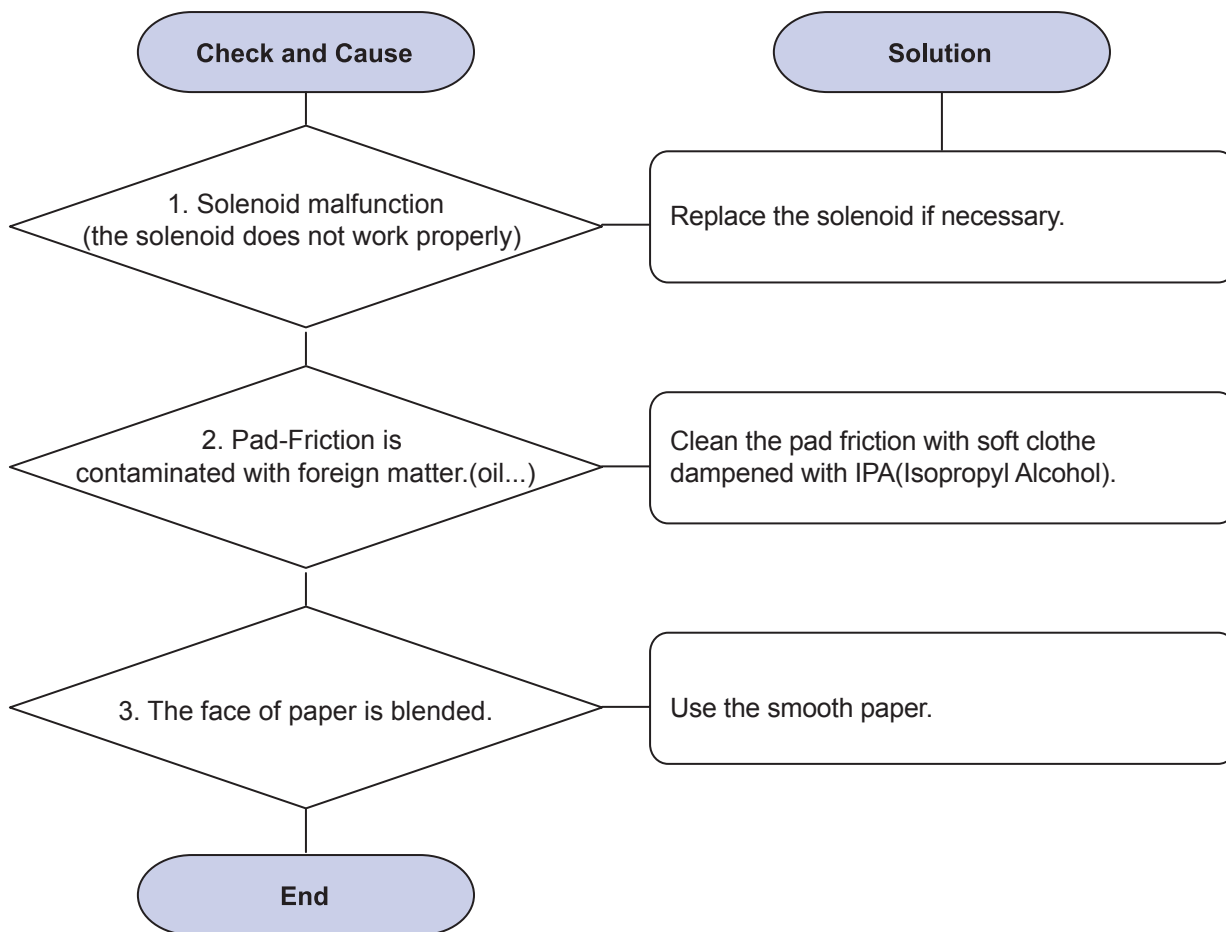 Check and Cause
Solution
1. Solenoid malfunction
(the solenoid does not work properly)
Replace the solenoid if necessary.
2. Pad-Friction is
contaminated with foreign matter.(oil...)
Clean the pad friction with soft clothe
dampened with IPA(Isopropyl Alcohol).
3. The face of paper is blended.
Use the smooth paper.
End